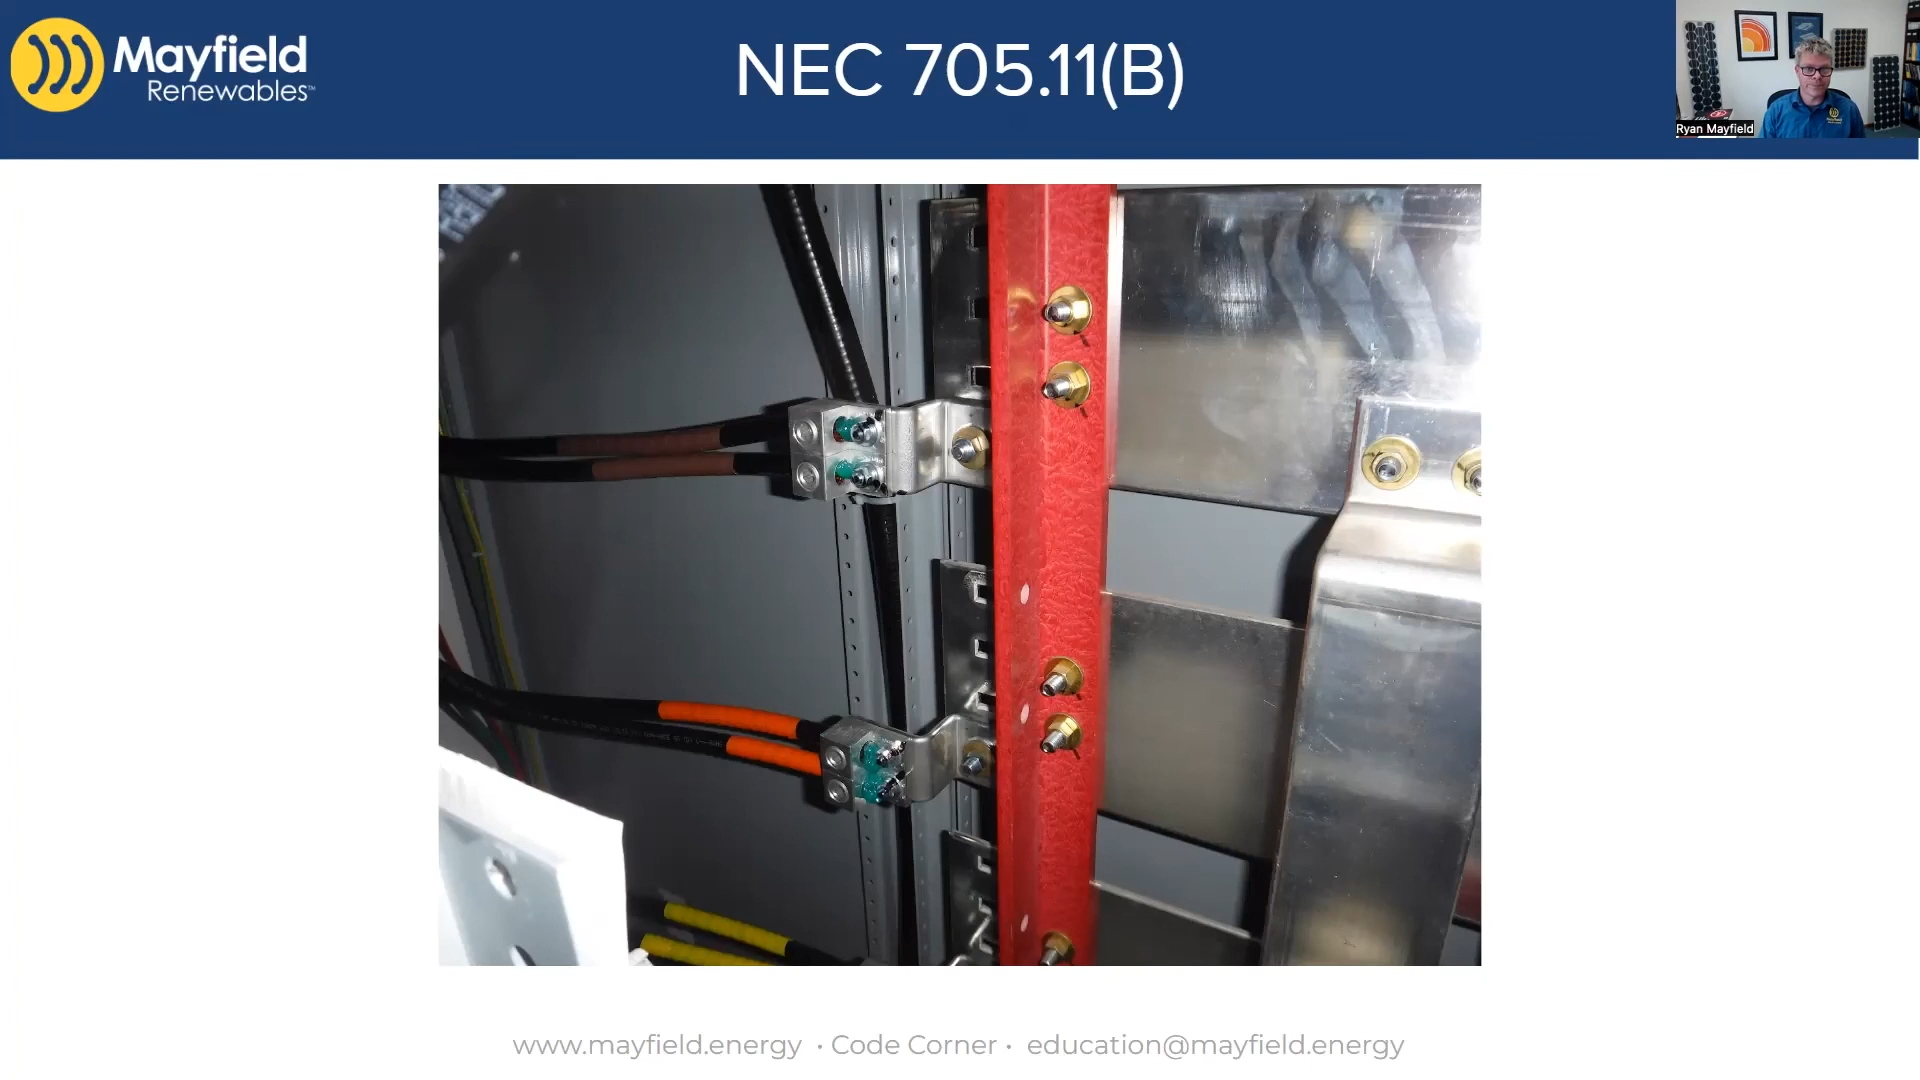 Mayfield
Renewables™
NEC 705.11(B)
Ryan Mayfield
www.mayfield.energy · Code Corner · education@mayfield.energy